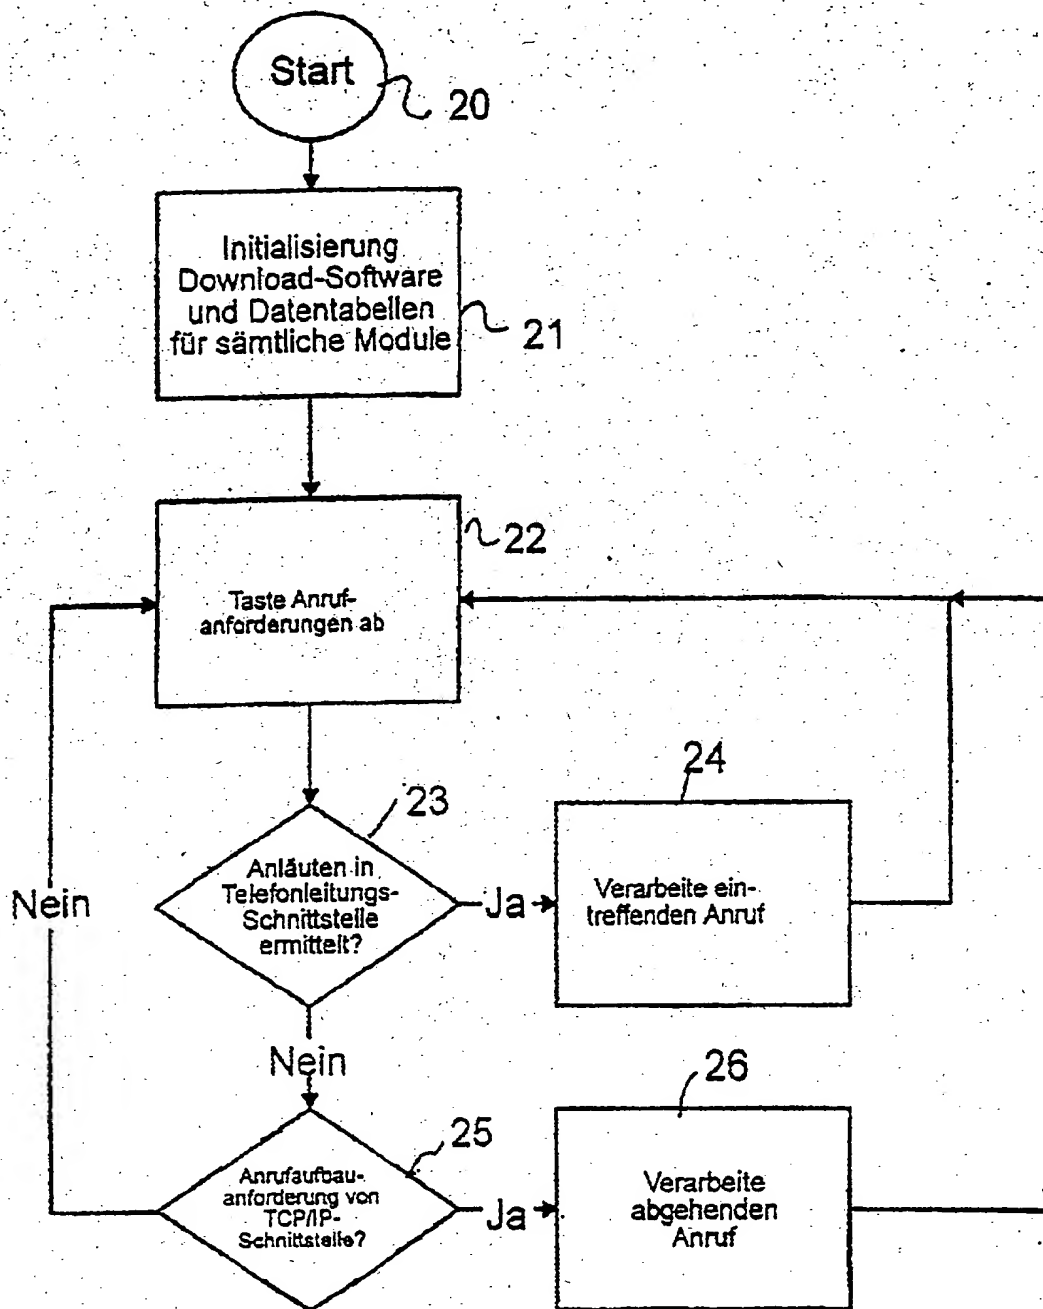 Start
20
Initialisierung
Download-Software
und Datentabellen
für sämtliche Module
21
22
Taste Anruf-
anforderungen ab
23
Anläuten in
Telefonleitungs-
Schnittstelle
ermittelt?
Ja
24
Verarbeite ein-
treffenden Anruf
Nein
Nein
25
Anrufaufbau-
anforderung von
TCP/IP-
Schnittstelle?
Ja
26
Verarbeite
abgehenden
Anruf